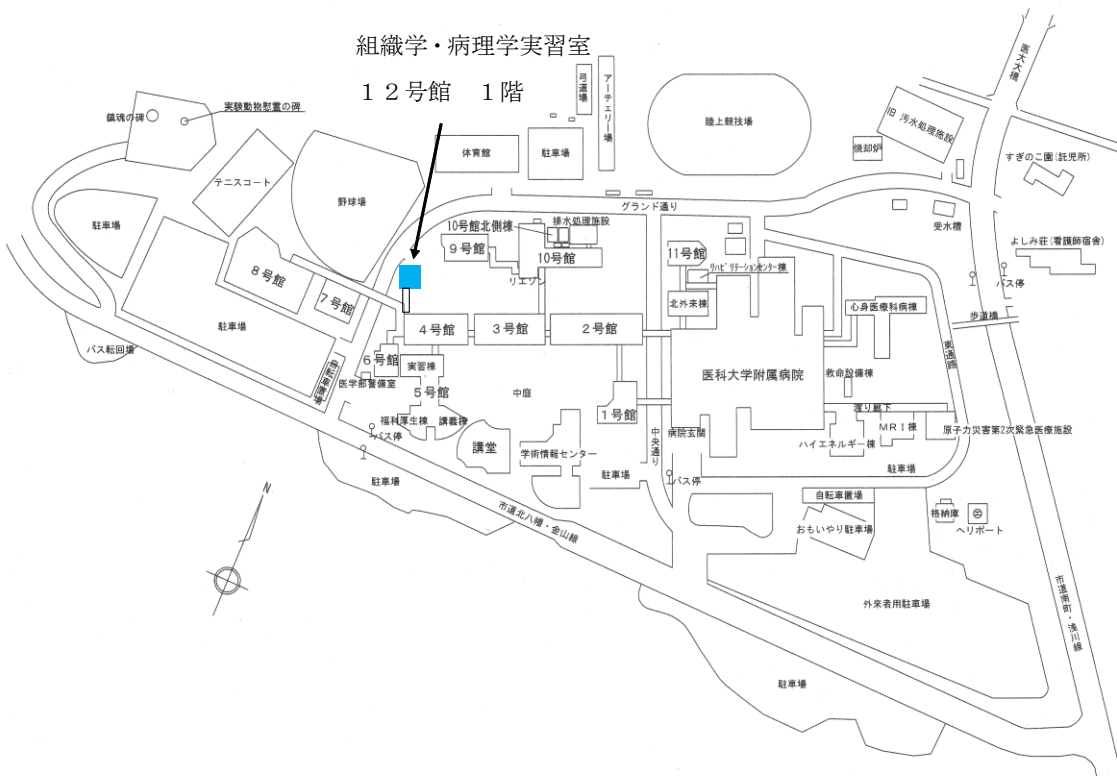 組織学・病理学実習室
１２号館　１階
弓道場
アーチェリー場
医大大橋
鎮魂の碑
実験動物慰霊の碑
陸上競技場
旧 汚水処理施設
焼却炉
すぎのこ園(託児所)
体育館
駐車場
テニスコート
野球場
グランド通り
受水槽
駐車場
10号館北側棟
排水処理施設
９号館
10号館
リエゾン
11号館
ﾘﾊﾋﾞﾘﾃｰｼｮﾝｾﾝﾀｰ棟
よしみ荘(看護師宿舎)
バス停
８号館
７号館
北外来棟
心身医療科病棟
歩道橋
駐車場
４号館
３号館
２号館
バス転回場
６号館
実習棟
自転車置場
医学部警備室
５号館
中庭
医科大学附属病院
救命設備棟
東通路
福利厚生棟
講義棟
１号館
渡り廊下
ＭＲＩ棟
バス停
講堂
学術情報センター
中央通り
病院玄関
ハイエネルギー棟
原子力災害第2次緊急医療施設
駐車場
駐車場
バス停
駐車場
自転車置場
市道北八幡・金山線
おもいやり駐車場
格納庫
ヘリポート
N
外来者用駐車場
市道南町・浅川線
駐車場